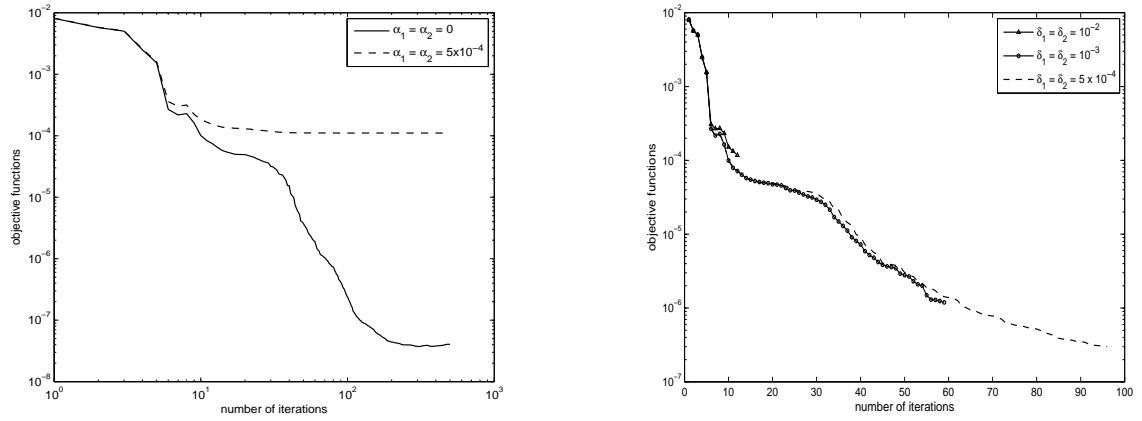 10⁻²
10⁻³
10⁻⁴
10⁻⁵
10⁻⁶
10⁻⁷
10⁻⁸
objective functions
α₁ = α₂ = 0
α₁ = α₂ = 5x10⁻⁴
10⁰ 10¹ 10² 10³
number of iterations
10⁻²
10⁻³
10⁻⁴
10⁻⁵
10⁻⁶
10⁻⁷
objective functions
δ₁ = δ₂ = 10⁻²
δ₁ = δ₂ = 10⁻³
δ₁ = δ₂ = 5 x 10⁻⁴
0 10 20 30 40 50 60 70 80 90 100
number of iterations